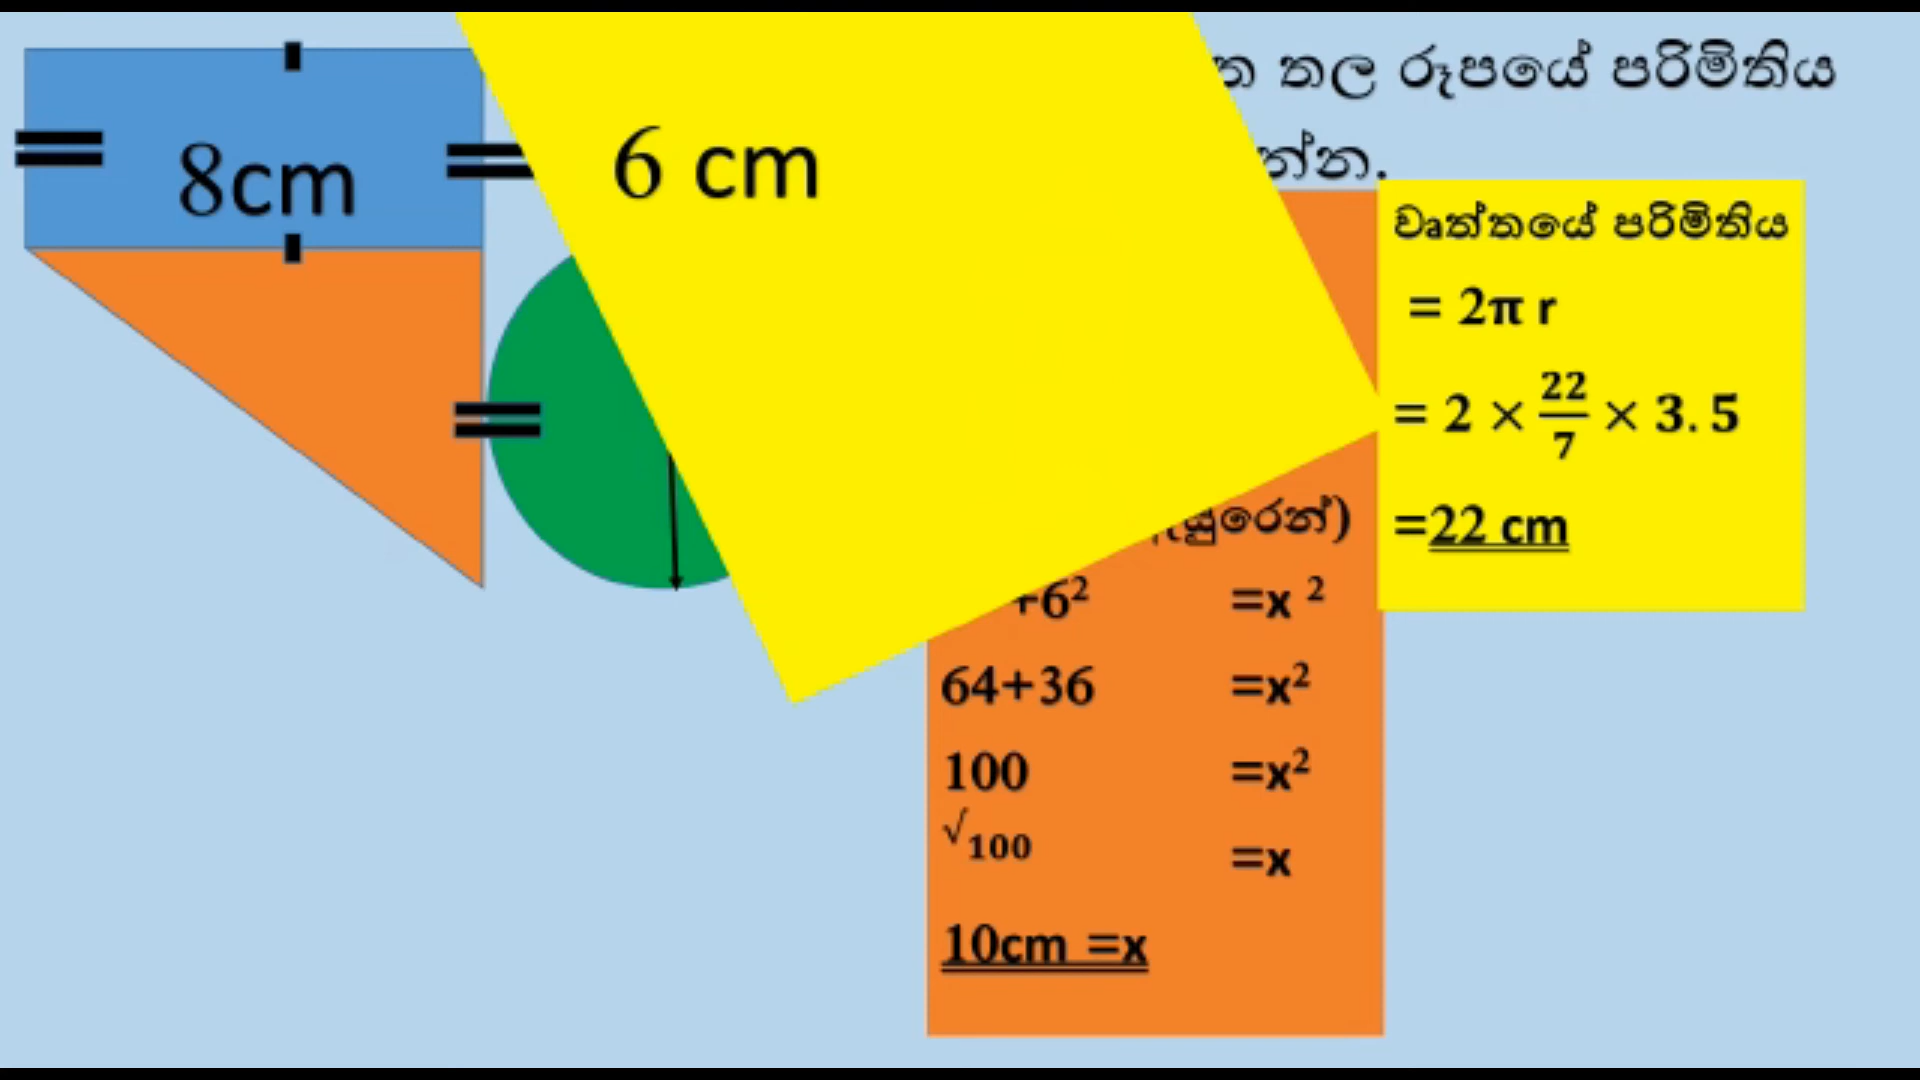 තල රූපයේ පරිමිතිය
8cm
6 cm
වෘත්තයේ පරිමිතිය
= 2π r
= 2 × 22/7 × 3.5
=22 cm
+6² =x ²
64+36 =x²
100 =x²
√100 =x
10cm =x